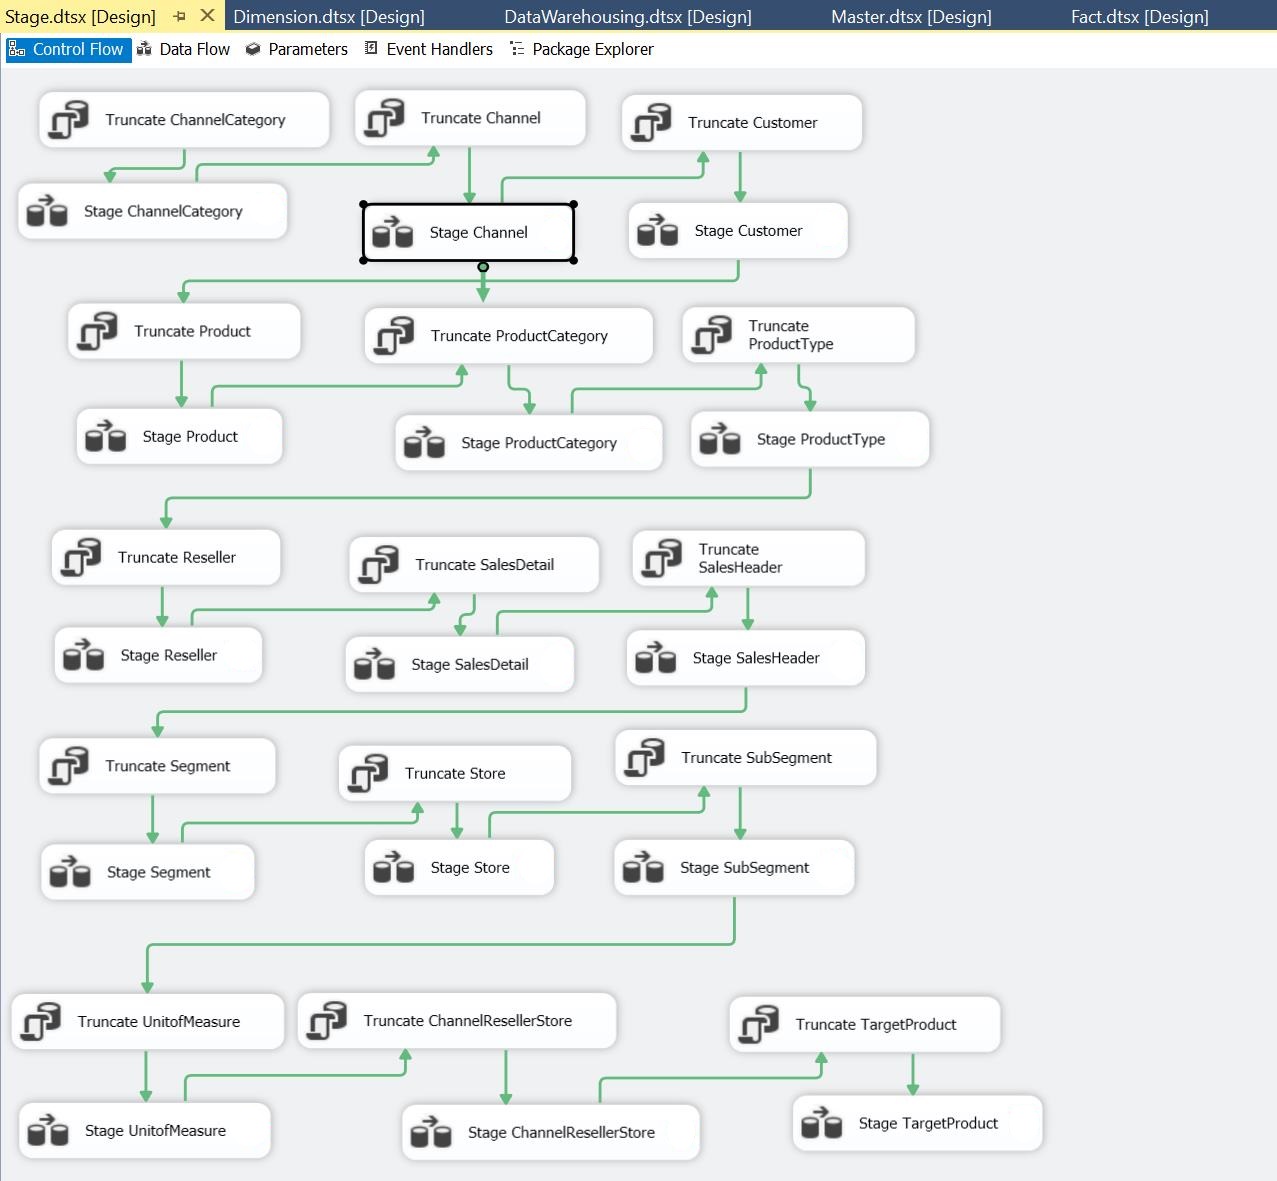 Stage.dtsx [Design]
Dimension.dtsx [Design]
DataWarehousing.dtsx [Design]
Master.dtsx [Design]
Fact.dtsx [Design]
Control Flow
Data Flow
Parameters
Event Handlers
Package Explorer
Truncate ChannelCategory
Truncate Channel
Truncate Customer
Stage ChannelCategory
Stage Channel
Stage Customer
Truncate Product
Truncate ProductCategory
Truncate
ProductType
Stage Product
Stage ProductCategory
Stage ProductType
Truncate Reseller
Truncate SalesDetail
Truncate
SalesHeader
Stage Reseller
Stage SalesDetail
Stage SalesHeader
Truncate Segment
Truncate Store
Truncate SubSegment
Stage Segment
Stage Store
Stage SubSegment
Truncate UnitofMeasure
Truncate ChannelResellerStore
Truncate TargetProduct
Stage UnitofMeasure
Stage ChannelResellerStore
Stage TargetProduct